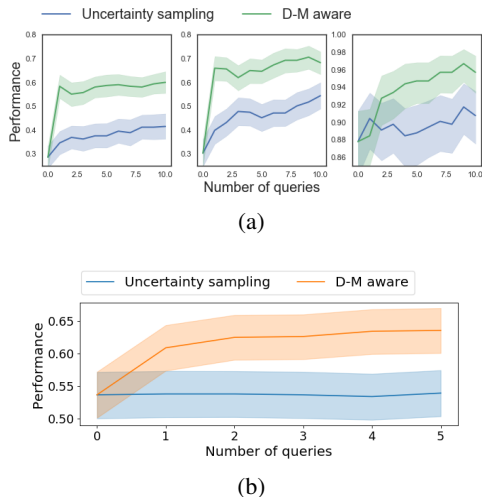 Uncertainty sampling D-M aware
Performance
0.8
0.7
0.6
0.5
0.4
0.3
0.0 2.5 5.0 7.5 10.0
0.8
0.7
0.6
0.5
0.4
0.3
0.0 2.5 5.0 7.5 10.0
1.00
0.98
0.96
0.94
0.92
0.90
0.88
0.86
0.0 2.5 5.0 7.5 10.0
Number of queries
(a)
Uncertainty sampling D-M aware
Performance
0.65
0.60
0.55
0.50
0 1 2 3 4 5
Number of queries
(b)